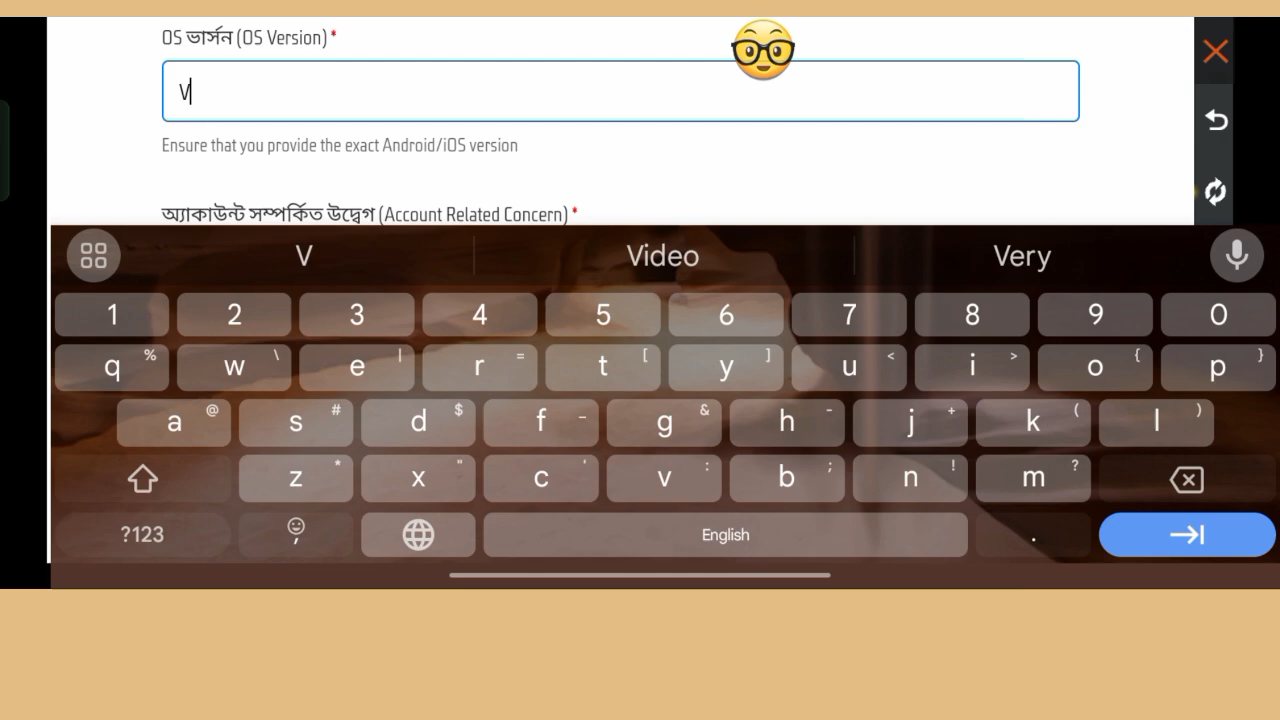 OS ভার্সন (OS Version) *
V
Ensure that you provide the exact Android/iOS version
অ্যাকাউন্ট সম্পর্কিত উদ্বেগ (Account Related Concern) *
V Video Very
1 2 3 4 5 6 7 8 9 0
q % w \ e | r = t [ y ] u < i > o { p }
a @ s # d $ f _ g & h - j + k ( l )
z * x " c ' v : b ; n ! m ?
?123 , English .